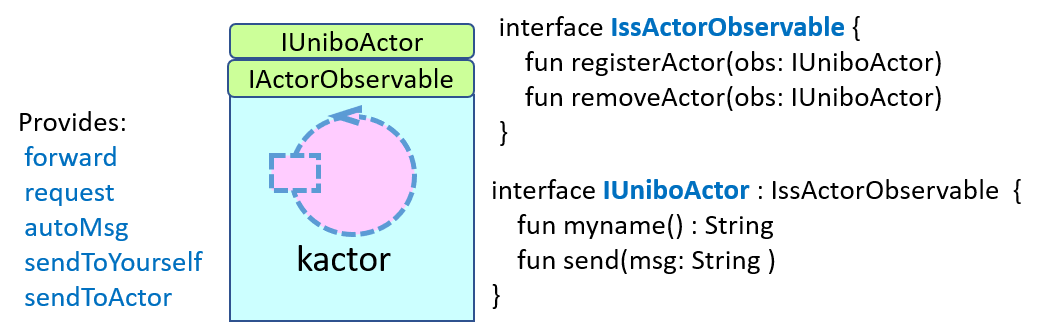 IUniboActor
IActorObservable
Provides:
forward
request
autoMsg
sendToYourself
sendToActor
kactor
interface IssActorObservable {
fun registerActor(obs: IUniboActor)
fun removeActor(obs: IUniboActor)
}
interface IUniboActor : IssActorObservable {
fun myname() : String
fun send(msg: String )
}